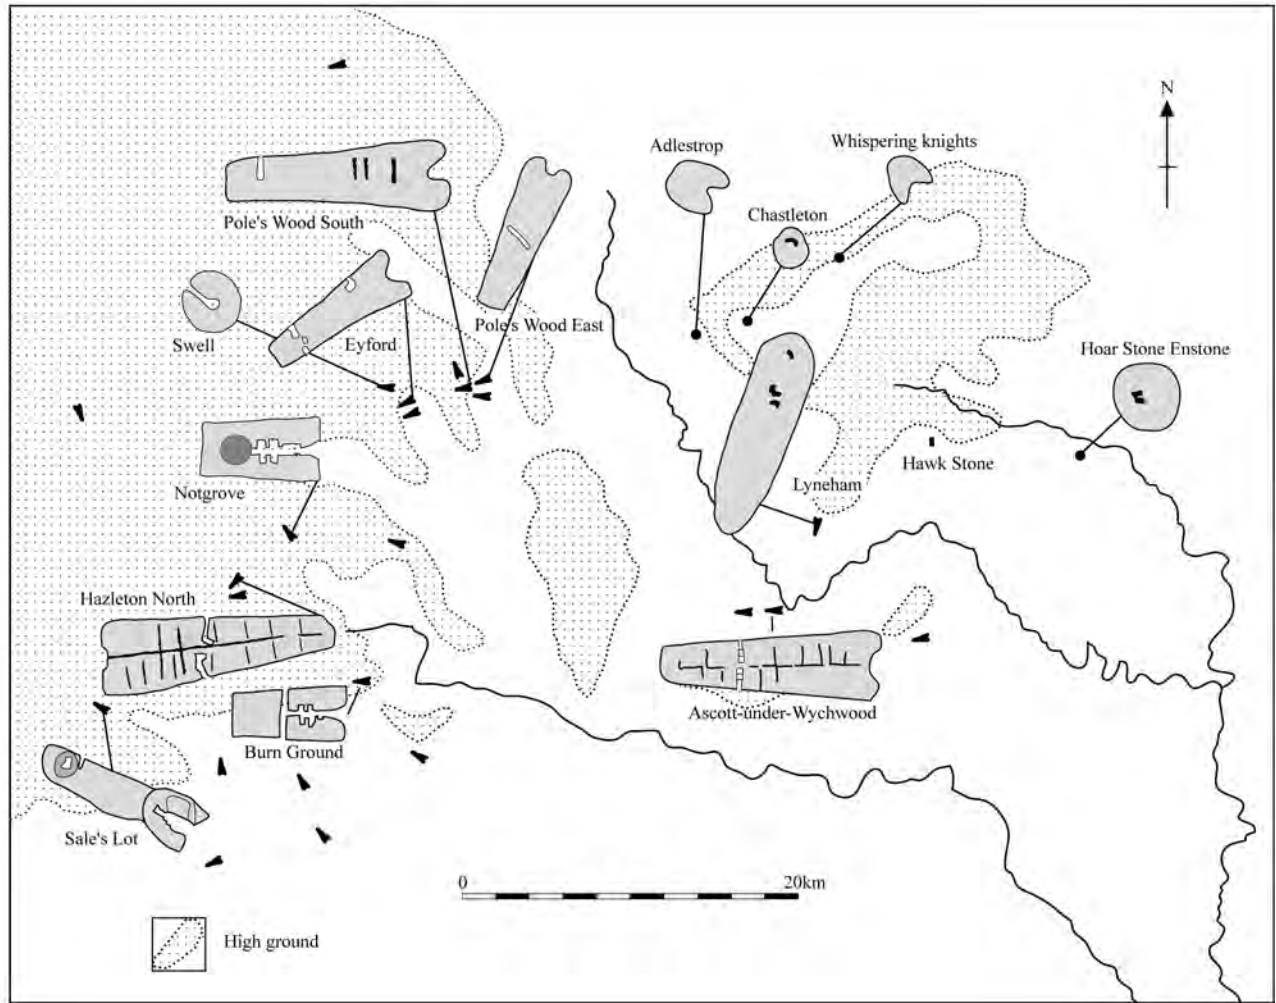 N
Adlestrop
Whispering knights
Chastleton
Pole's Wood South
Pole's Wood East
Swell
Eyford
Hoar Stone Enstone
Hawk Stone
Notgrove
Lyneham
Hazleton North
Ascott-under-Wychwood
Burn Ground
Sale's Lot
0 20km
High ground